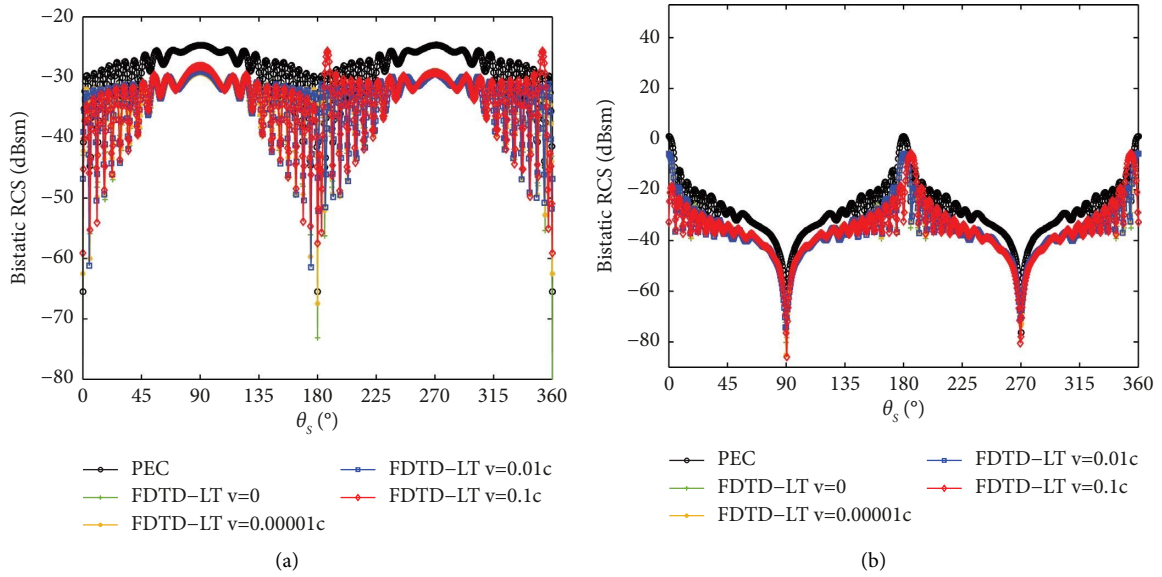 −20
−30
−40
−50
−60
−70
−80
Bistatic RCS (dBsm)
0 45 90 135 180 225 270 315 360
θs (°)
PEC
FDTD−LT v=0
FDTD−LT v=0.00001c
FDTD−LT v=0.01c
FDTD−LT v=0.1c
(a)
40
20
0
−20
−40
−60
−80
Bistatic RCS (dBsm)
0 45 90 135 180 225 270 315 360
θs (°)
PEC
FDTD−LT v=0
FDTD−LT v=0.00001c
FDTD−LT v=0.01c
FDTD−LT v=0.1c
(b)